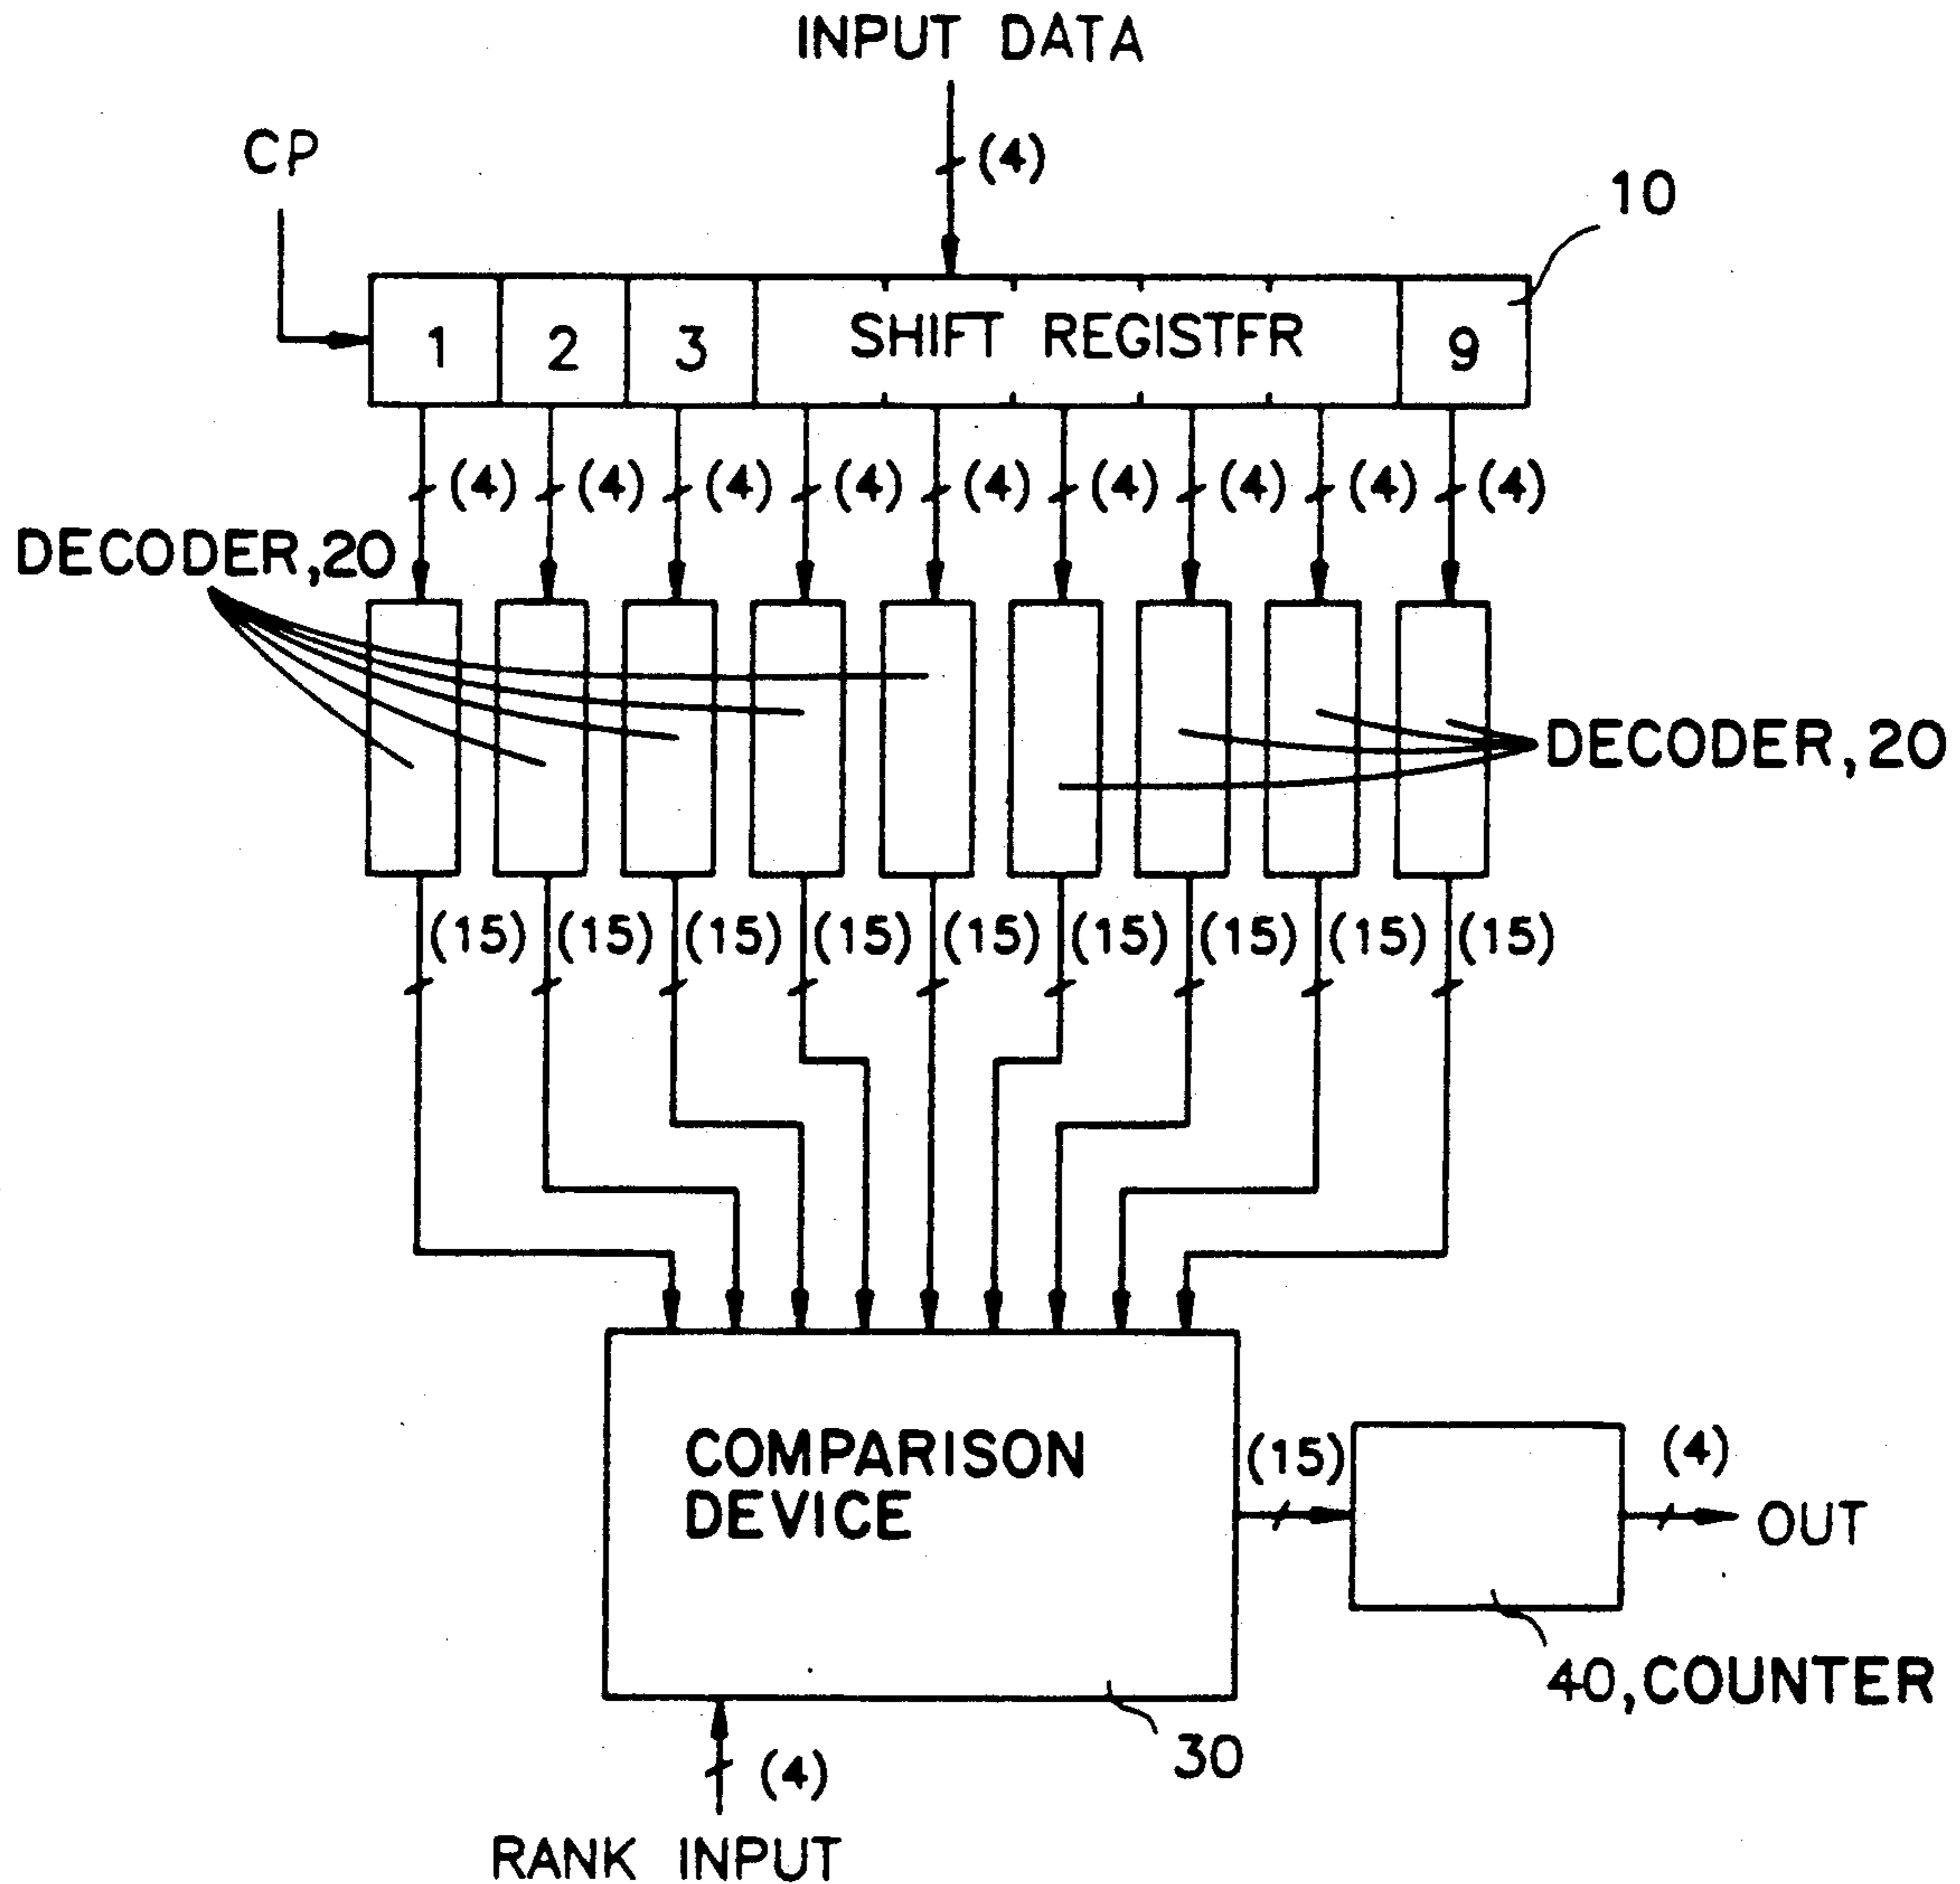 INPUT DATA
(4)
CP
10
1 2 3 SHIFT REGISTFR 9
(4) (4) (4) (4) (4) (4) (4) (4) (4)
DECODER,20
DECODER,20
(15) (15) (15) (15) (15) (15) (15) (15) (15)
COMPARISON
DEVICE
(15)
(4)
OUT
40,COUNTER
30
(4)
RANK INPUT